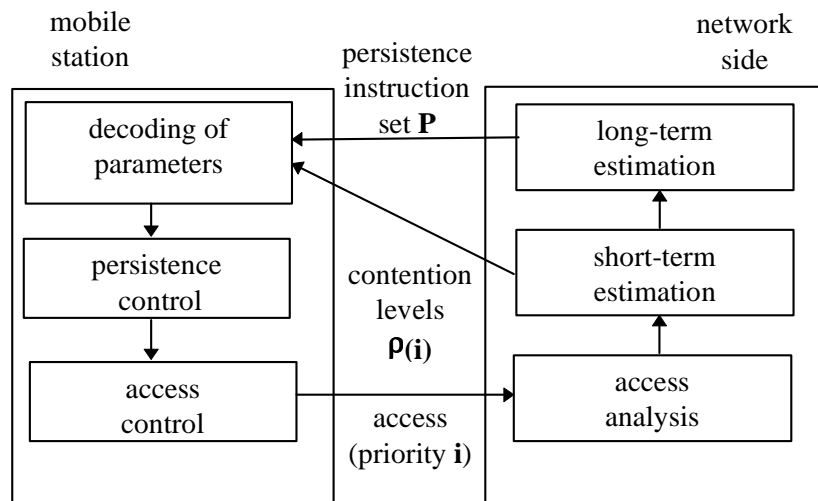 mobile
station
network
side
persistence
instruction
set P
decoding of
parameters
long-term
estimation
persistence
control
contention
levels
ρ(i)
short-term
estimation
access
control
access
(priority i)
access
analysis